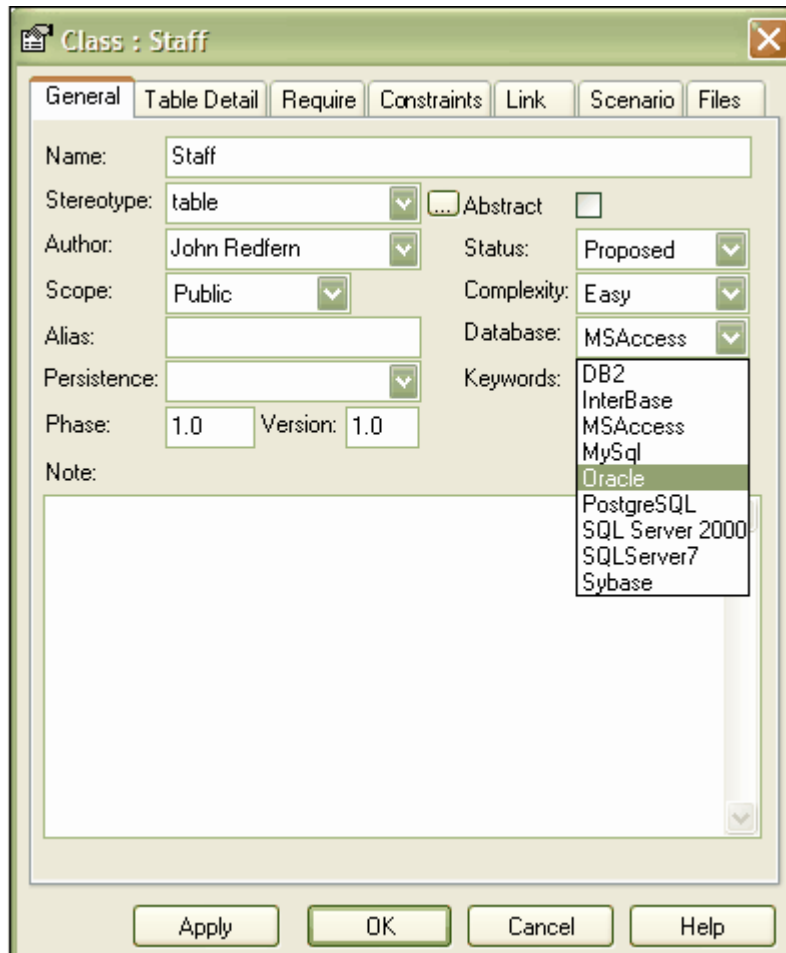 Class : Staff
General Table Detail Require Constraints Link Scenario Files
Name: Staff
Stereotype: table ... Abstract
Author: John Redfern Status: Proposed
Scope: Public Complexity: Easy
Alias: Database: MSAccess
Persistence: Keywords:
DB2
InterBase
MSAccess
MySql
Oracle
PostgreSQL
SQL Server 2000
SQLServer7
Sybase
Phase: 1.0 Version: 1.0
Note:
Apply OK Cancel Help